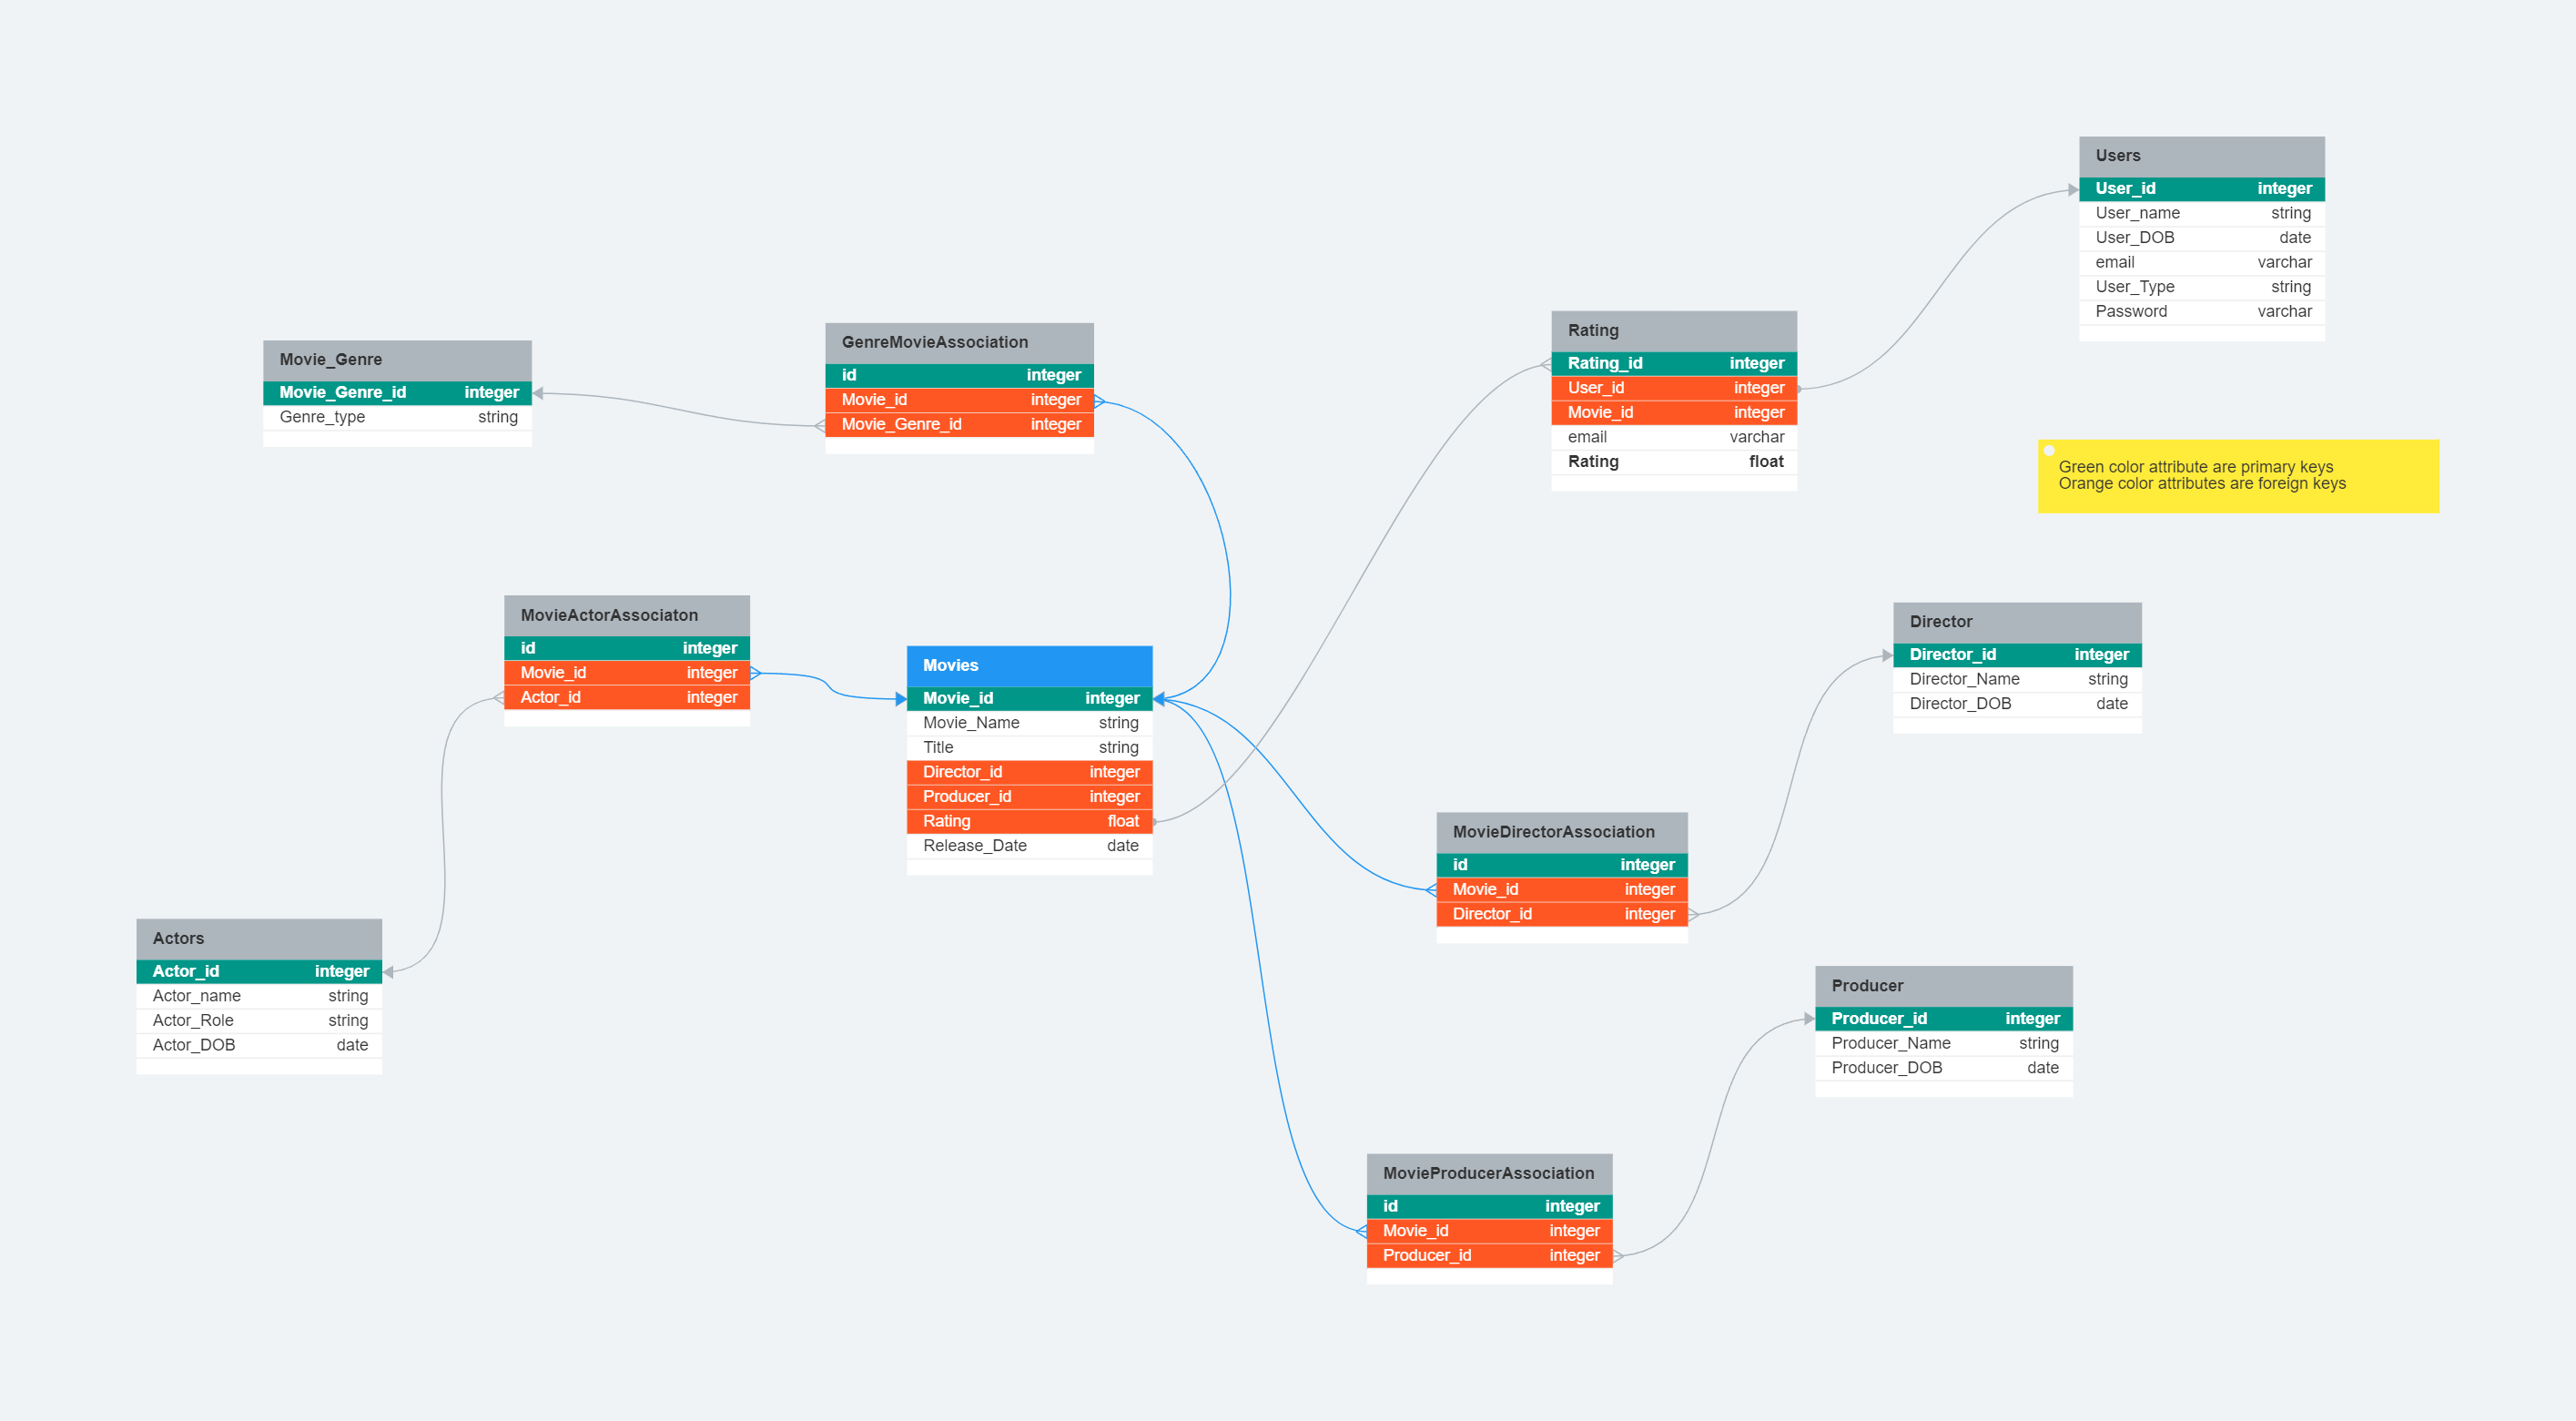 Users
User_id integer
User_name string
User_DOB date
email varchar
User_Type string
Password varchar
Rating
Rating_id integer
User_id integer
Movie_id integer
email varchar
Rating float
GenreMovieAssociation
id integer
Movie_id integer
Movie_Genre_id integer
Movie_Genre
Movie_Genre_id integer
Genre_type string
Green color attribute are primary keys
Orange color attributes are foreign keys
MovieActorAssociaton
id integer
Movie_id integer
Actor_id integer
Movies
Movie_id integer
Movie_Name string
Title string
Director_id integer
Producer_id integer
Rating float
Release_Date date
Director
Director_id integer
Director_Name string
Director_DOB date
MovieDirectorAssociation
id integer
Movie_id integer
Director_id integer
Actors
Actor_id integer
Actor_name string
Actor_Role string
Actor_DOB date
Producer
Producer_id integer
Producer_Name string
Producer_DOB date
MovieProducerAssociation
id integer
Movie_id integer
Producer_id integer